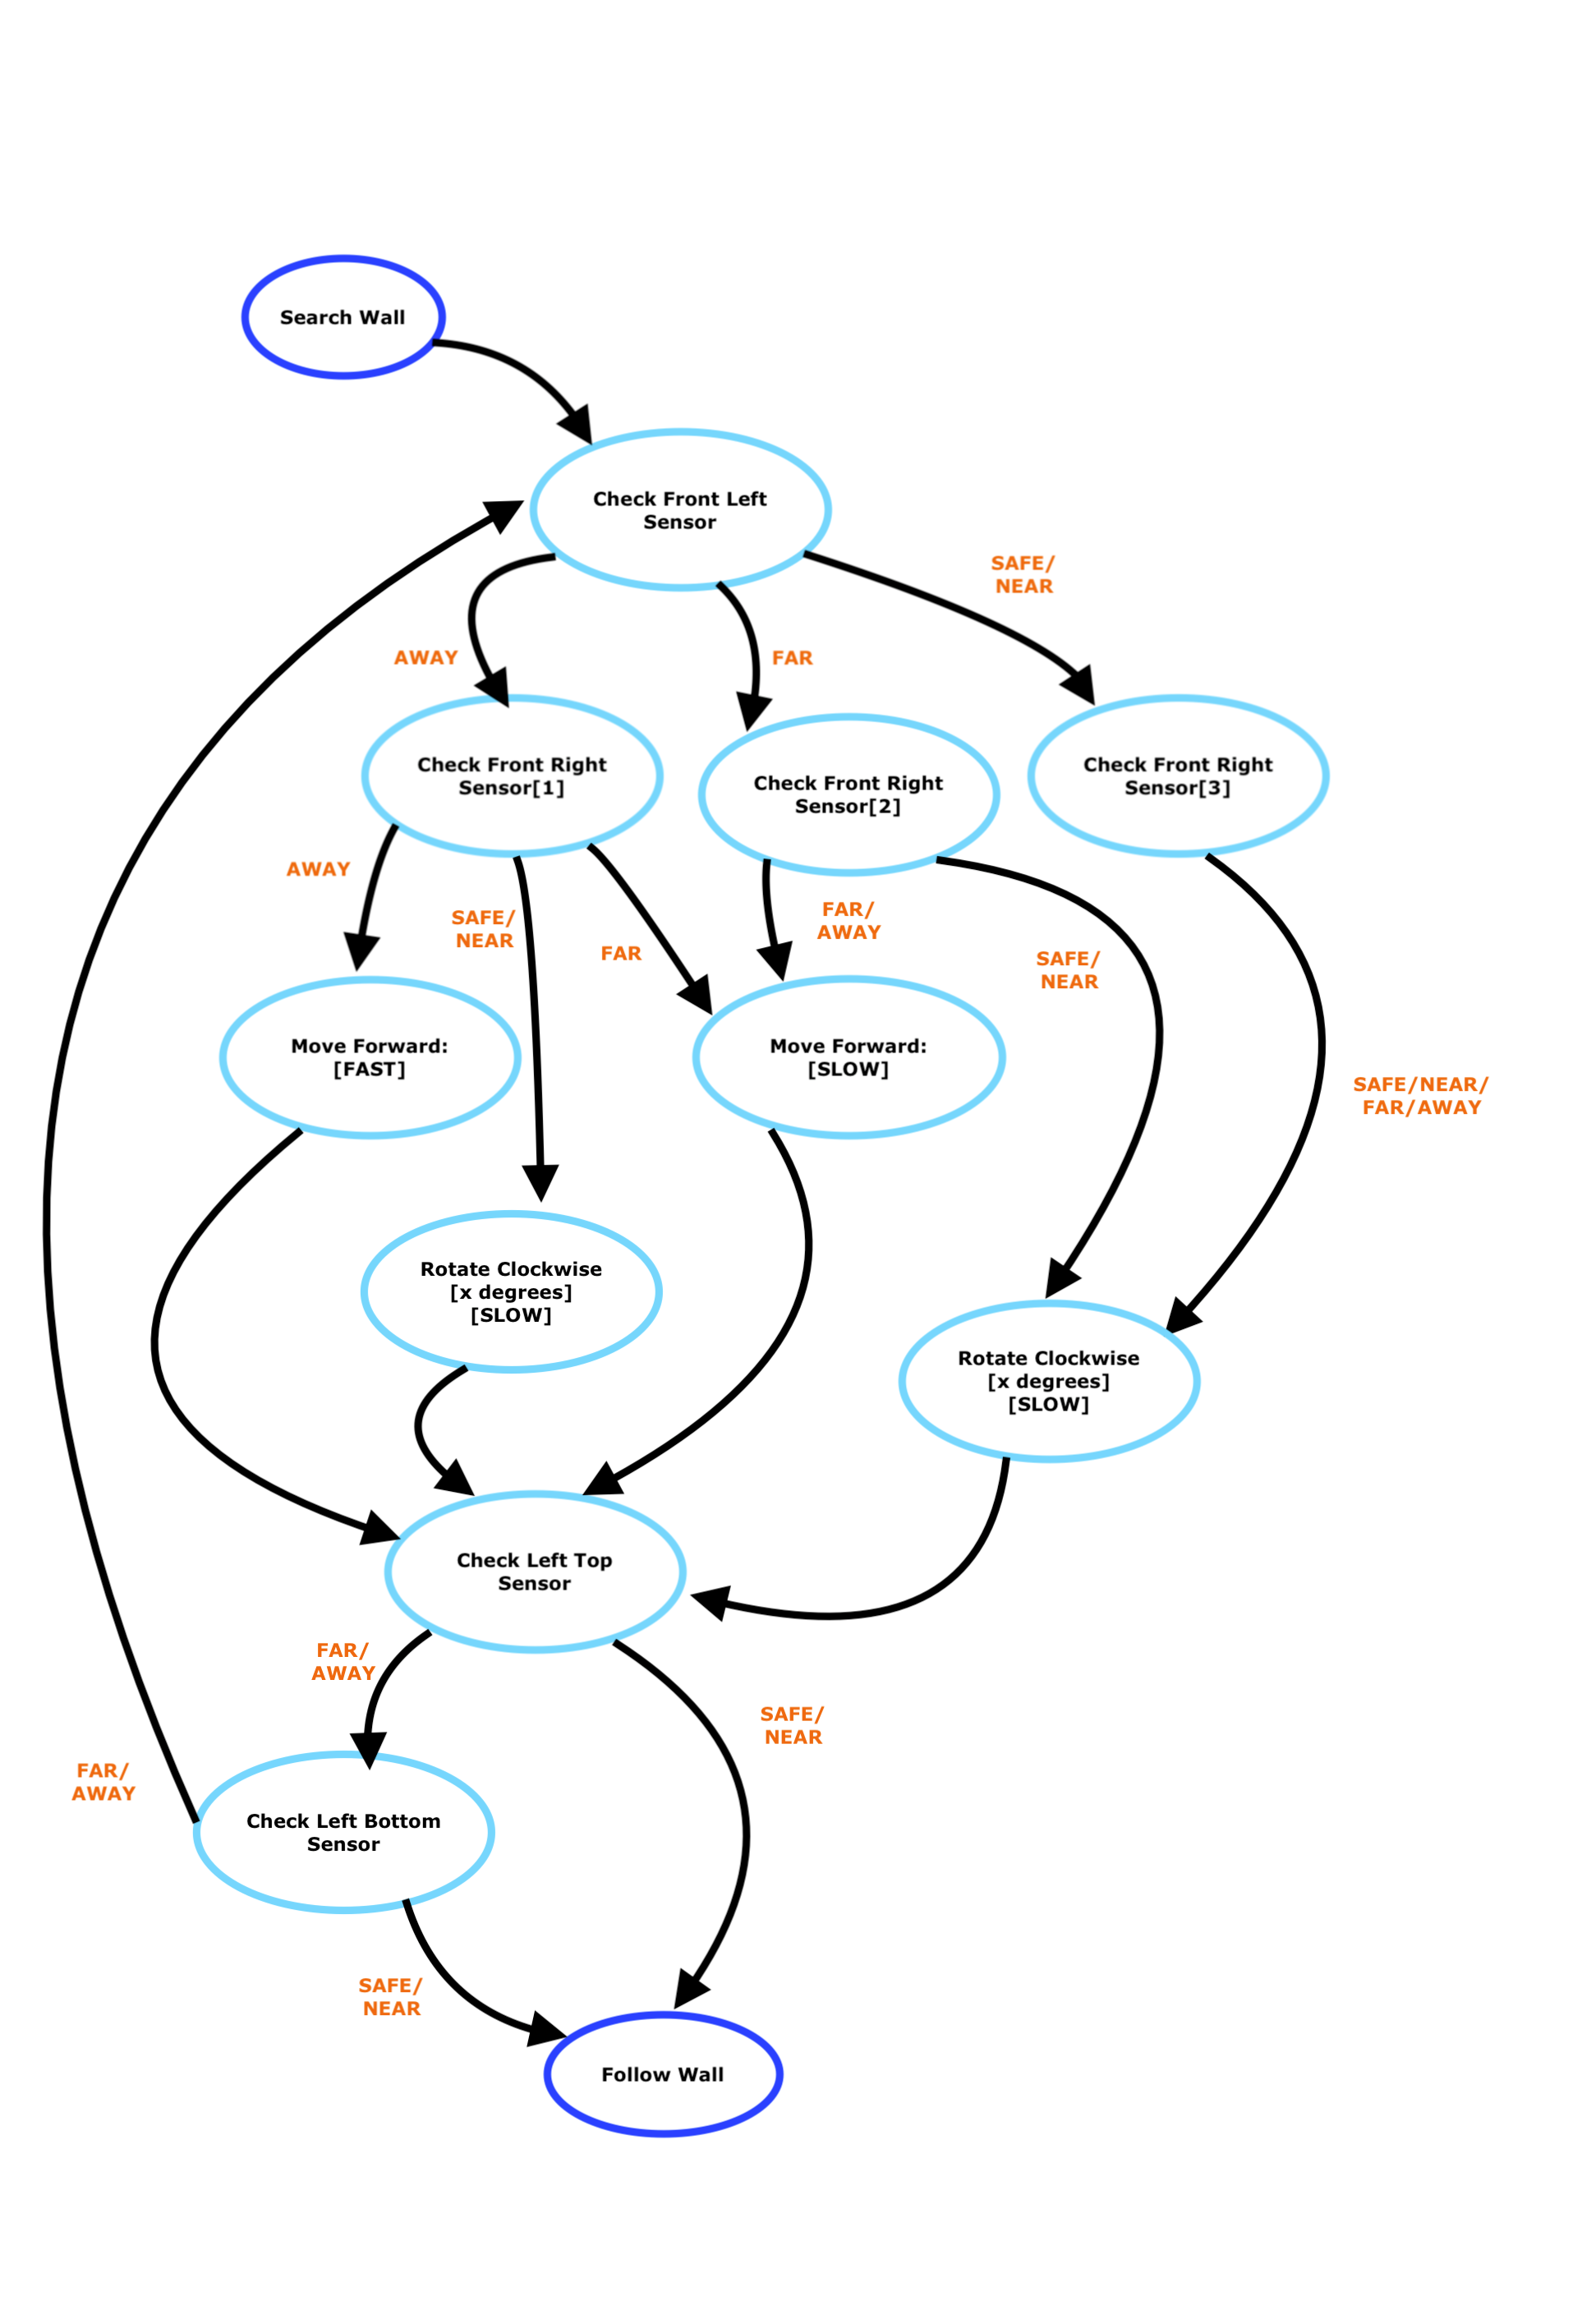 Search Wall
Check Front Left
Sensor
SAFE/
NEAR
AWAY
FAR
Check Front Right
Sensor[1]
Check Front Right
Sensor[2]
Check Front Right
Sensor[3]
AWAY
SAFE/
NEAR
FAR
FAR/
AWAY
SAFE/
NEAR
Move Forward:
[FAST]
Move Forward:
[SLOW]
SAFE/NEAR/
FAR/AWAY
Rotate Clockwise
[x degrees]
[SLOW]
Rotate Clockwise
[x degrees]
[SLOW]
Check Left Top
Sensor
FAR/
AWAY
SAFE/
NEAR
FAR/
AWAY
Check Left Bottom
Sensor
SAFE/
NEAR
Follow Wall